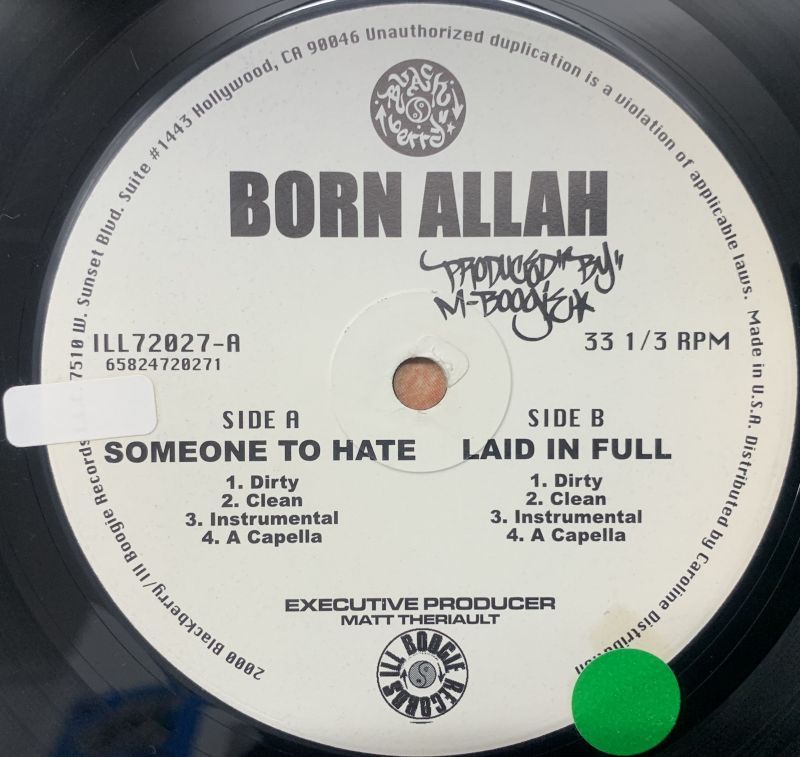 2000 Blackberry/Ill Boogie Records 7510 W. Sunset Blvd. Suite #1443 Hollywood, CA 90046 Unauthorized duplication is a violation of applicable laws. Made in U.S.A. Distributed by Caroline Distribution
BLACK
berry
BORN ALLAH
PRODUCED "BY"
M-BOOGIE
ILL72027-A
33 1/3 RPM
65824720271
SIDE A
SOMEONE TO HATE
1. Dirty
2. Clean
3. Instrumental
4. A Capella
SIDE B
LAID IN FULL
1. Dirty
2. Clean
3. Instrumental
4. A Capella
EXECUTIVE PRODUCER
MATT THERIAULT
ILL BOOGIE RECORDS